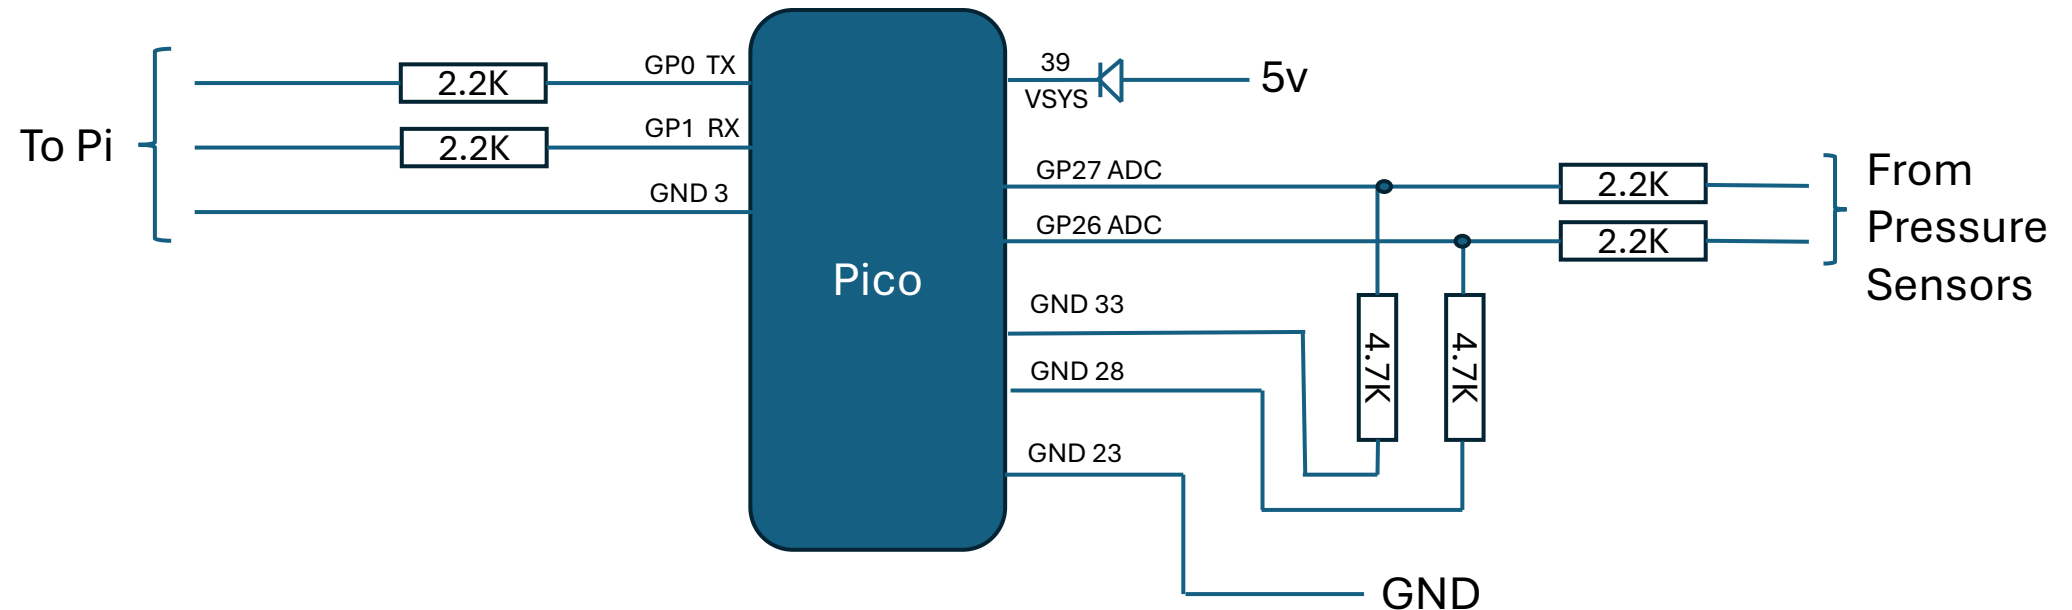 To Pi
2.2K
GP0 TX
2.2K
GP1 RX
GND 3
Pico
39
VSYS
5v
GP27 ADC
2.2K
GP26 ADC
2.2K
From
Pressure
Sensors
GND 33
4.7K
4.7K
GND 28
GND 23
GND